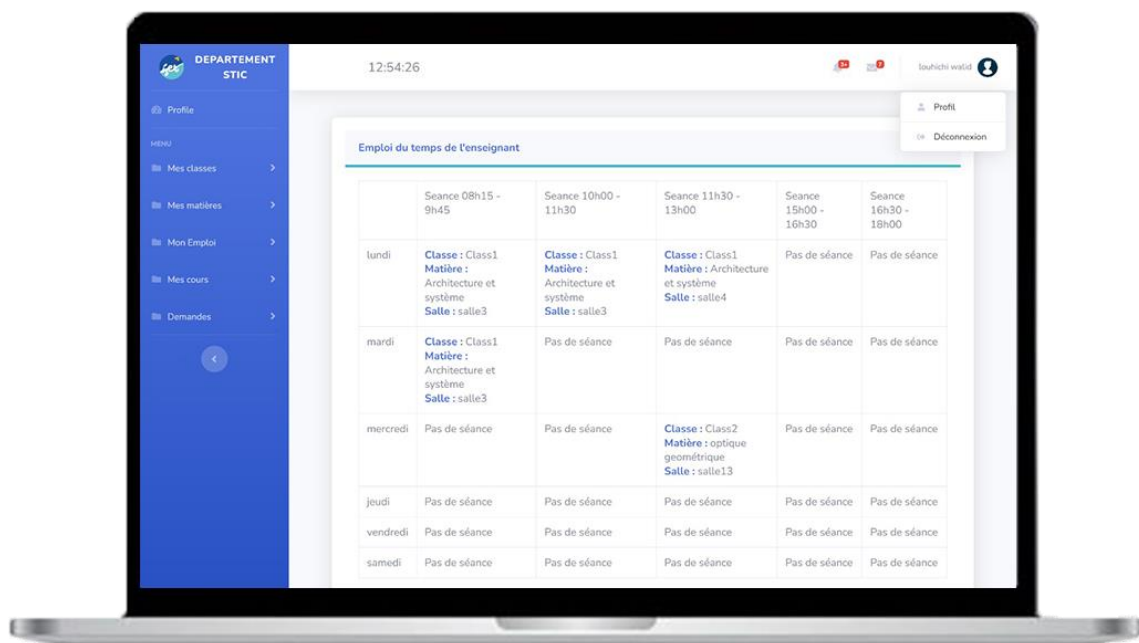 DEPARTEMENT
STIC
12:54:26
5+
7
louhichi walid
Profil
Déconnexion
Profile
MENU
Mes classes
Mes matières
Mon Emploi
Mes cours
Demandes
Emploi du temps de l'enseignant
Seance 08h15 -
9h45
Seance 10h00 -
11h30
Seance 11h30 -
13h00
Seance
15h00 -
16h30
Seance
16h30 -
18h00
lundi
Classe : Class1
Matière :
Architecture et
système
Salle : salle3
Classe : Class1
Matière :
Architecture et
système
Salle : salle3
Classe : Class1
Matière : Architecture
et système
Salle : salle4
Pas de séance
Pas de séance
mardi
Classe : Class1
Matière :
Architecture et
système
Salle : salle3
Pas de séance
Pas de séance
Pas de séance
Pas de séance
mercredi
Pas de séance
Pas de séance
Classe : Class2
Matière : optique
geométrique
Salle : salle13
Pas de séance
Pas de séance
jeudi
Pas de séance
Pas de séance
Pas de séance
Pas de séance
Pas de séance
vendredi
Pas de séance
Pas de séance
Pas de séance
Pas de séance
Pas de séance
samedi
Pas de séance
Pas de séance
Pas de séance
Pas de séance
Pas de séance